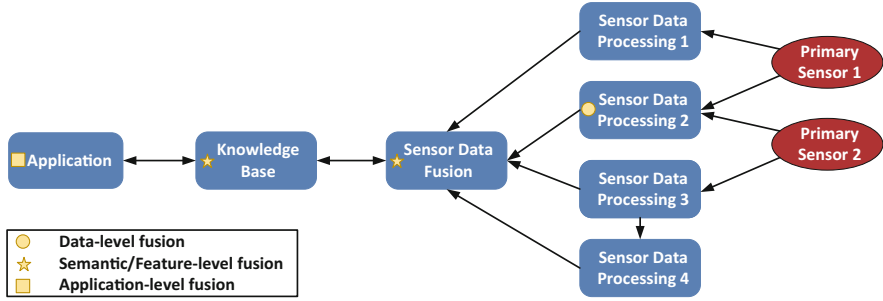 Sensor Data
Processing 1
Primary
Sensor 1
Sensor Data
Processing 2
Primary
Sensor 2
Application
Knowledge
Base
Sensor Data
Fusion
Sensor Data
Processing 3
Sensor Data
Processing 4
Data-level fusion
Semantic/Feature-level fusion
Application-level fusion